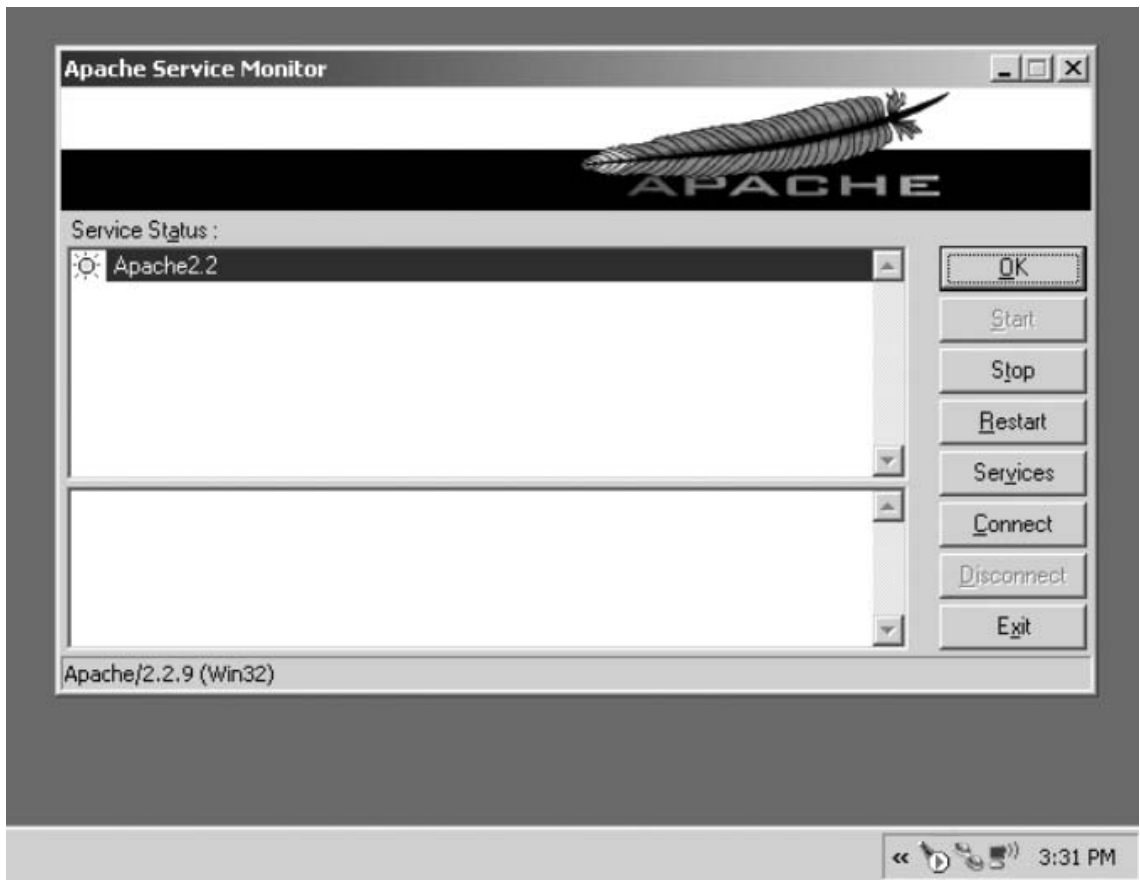 Apache Service Monitor
APACHE
Service Status :
Apache2.2
OK
Start
Stop
Restart
Services
Connect
Disconnect
Exit
Apache/2.2.9 (Win32)
« 3:31 PM